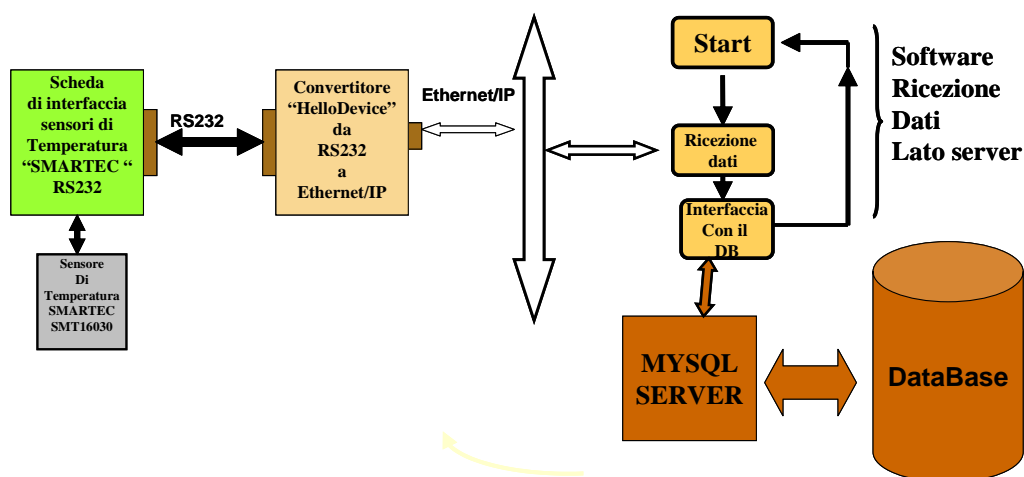 Scheda
di interfaccia
sensori di
Temperatura
“SMARTEC “
RS232
RS232
Convertitore
“HelloDevice”
da
RS232
a
Ethernet/IP
Ethernet/IP
Sensore
Di
Temperatura
SMARTEC
SMT16030
Start
Ricezione
dati
Interfaccia
Con il
DB
Software
Ricezione
Dati
Lato server
MYSQL
SERVER
DataBase